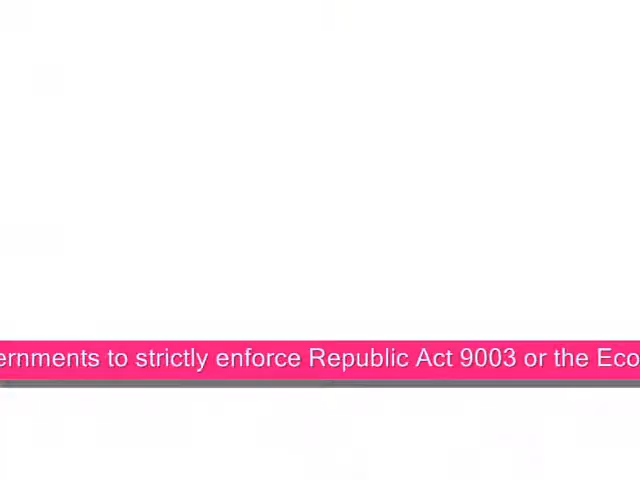 ernments to strictly enforce Republic Act 9003 or the Eco